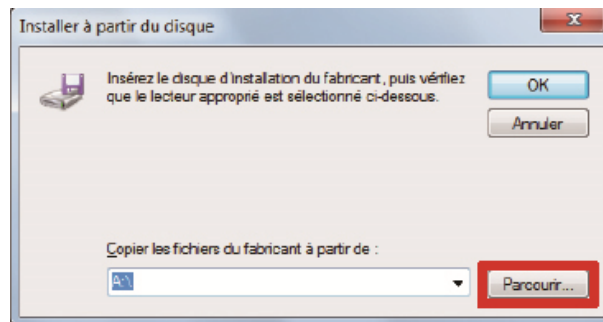 Installer à partir du disque
Insérez le disque d'installation du fabricant, puis vérifiez
que le lecteur approprié est sélectionné ci-dessous.
OK
Annuler
Copier les fichiers du fabricant à partir de :
A:\
Parcourir...